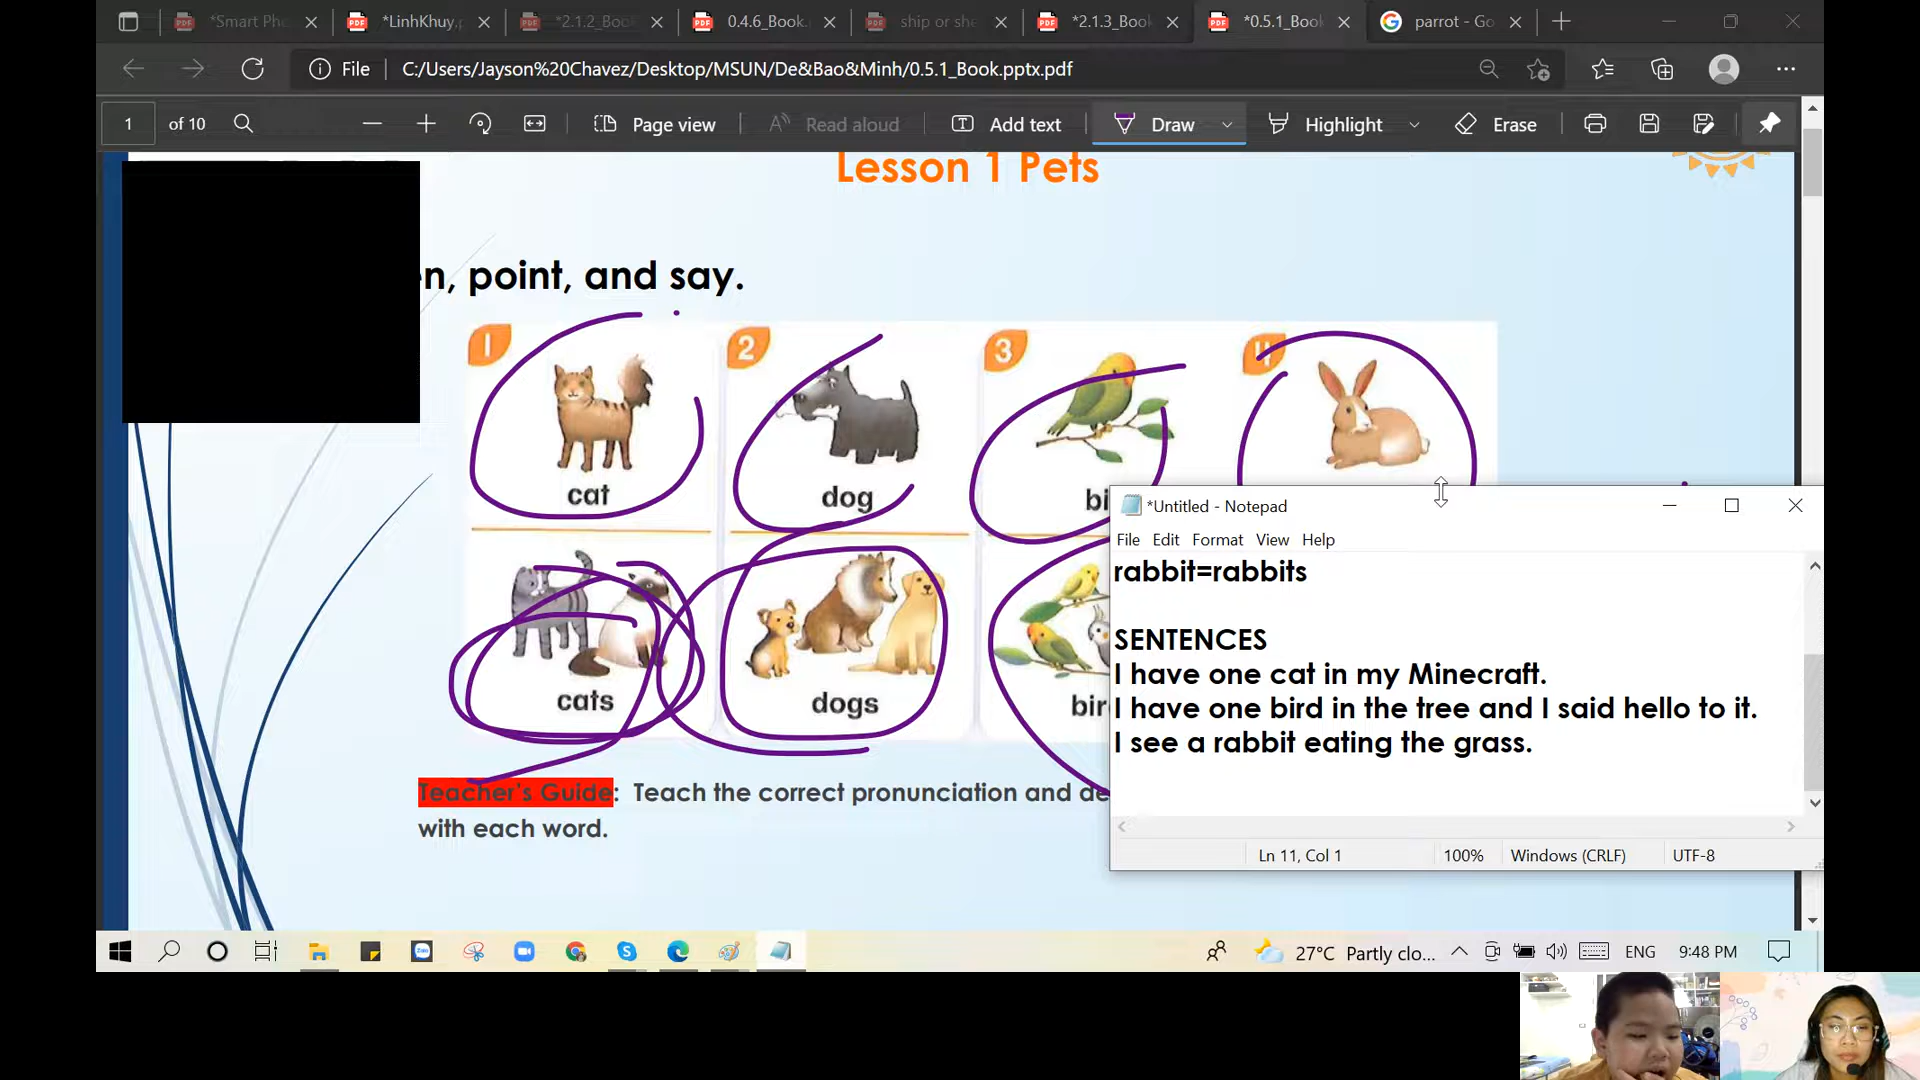 *Smart Ph
*LinhKhuy,
*2.1.2_Boo
0.4.6_Book.
ship or she
*2.1.3_Book
*0.5.1_Book
parrot - Go
File
C:/Users/Jayson%20Chavez/Desktop/MSUN/De&Bao&Minh/0.5.1_Book.pptx.pdf
1 of 10
Page view
Read aloud
Add text
Draw
Highlight
Erase
Lesson 1 Pets
en, point, and say.
1
2
3
4
cat
dog
bi
cats
dogs
bir
Teacher's Guide: Teach the correct pronunciation and de
with each word.
*Untitled - Notepad
File Edit Format View Help
rabbit=rabbits
SENTENCES
I have one cat in my Minecraft.
I have one bird in the tree and I said hello to it.
I see a rabbit eating the grass.
Ln 11, Col 1
100%
Windows (CRLF)
UTF-8
27°C Partly clo...
ENG
9:48 PM